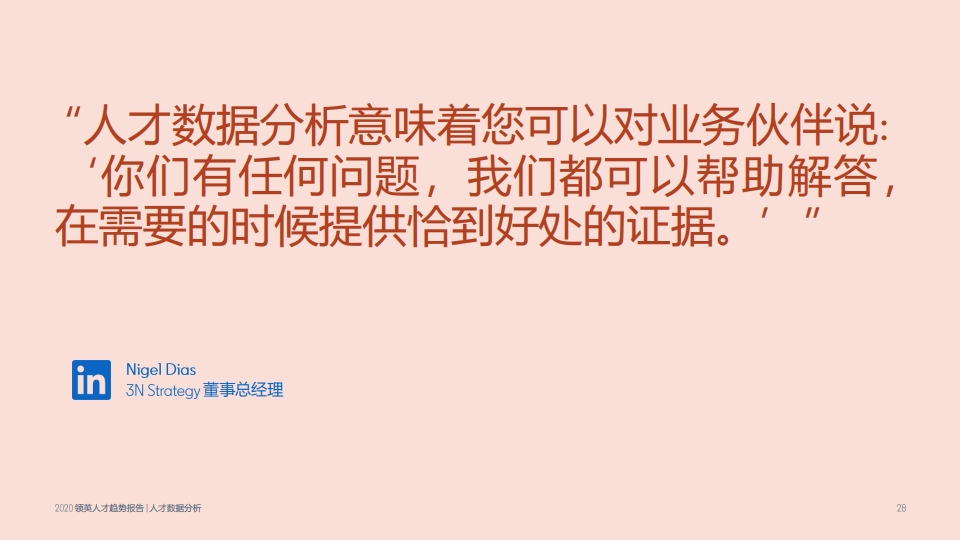 “人才数据分析意味着您可以对业务伙伴说:
‘你们有任何问题，我们都可以帮助解答，
在需要的时候提供恰到好处的证据。’”
in
Nigel Dias
3N Strategy 董事总经理
2020 领英人才趋势报告 | 人才数据分析
28